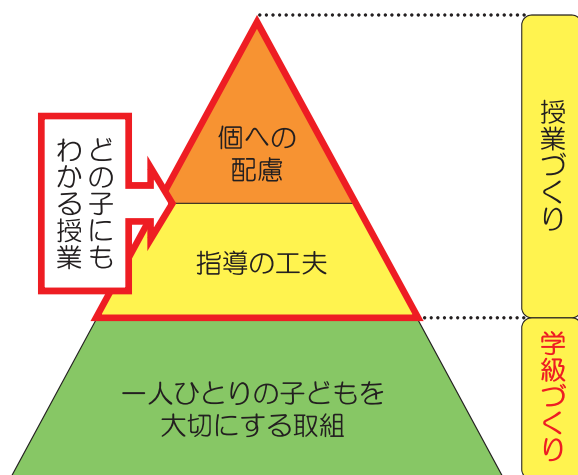 個への
配慮
どの子にも
わかる授業
指導の工夫
一人ひとりの子どもを
大切にする取組
授業づくり
学級づくり